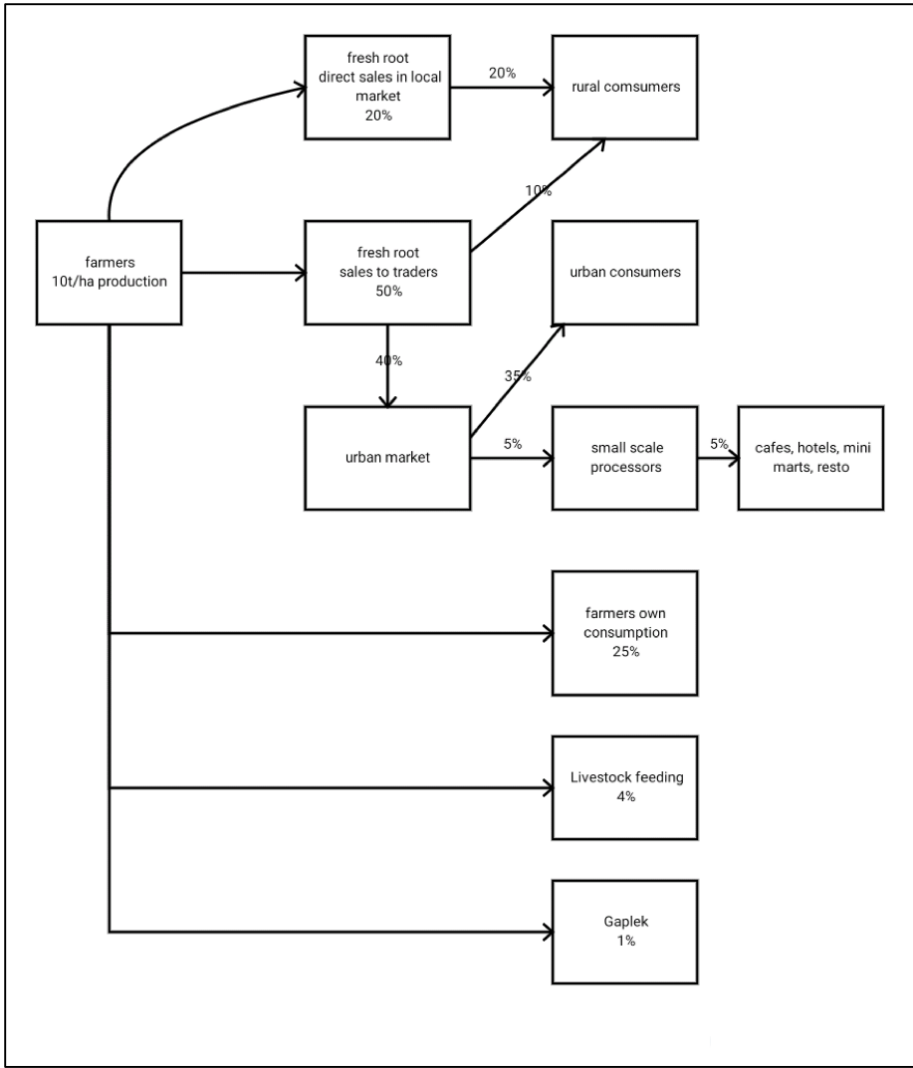 fresh root
direct sales in local
market
20%
20%
rural comsumers
10%
farmers
10t/ha production
fresh root
sales to traders
50%
urban consumers
40%
35%
urban market
5%
small scale
processors
5%
cafes, hotels, mini
marts, resto
farmers own
consumption
25%
Livestock feeding
4%
Gaplek
1%